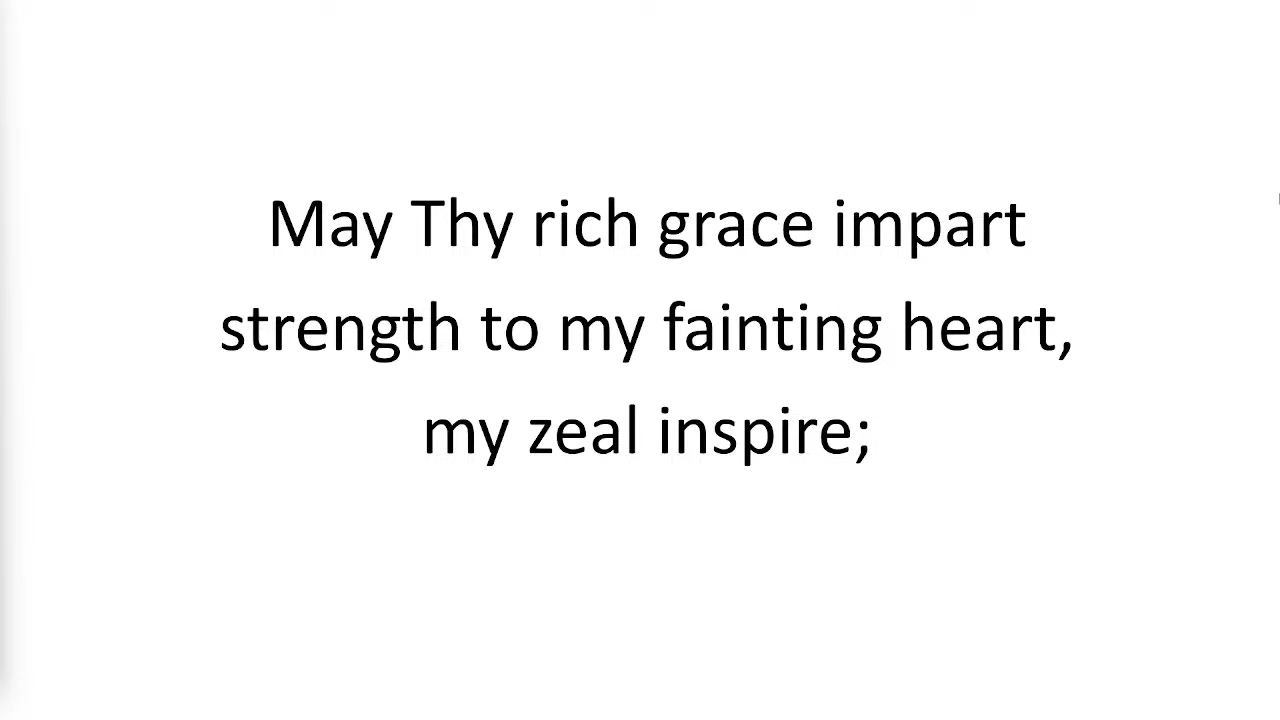 May Thy rich grace impart
strength to my fainting heart,
my zeal inspire;